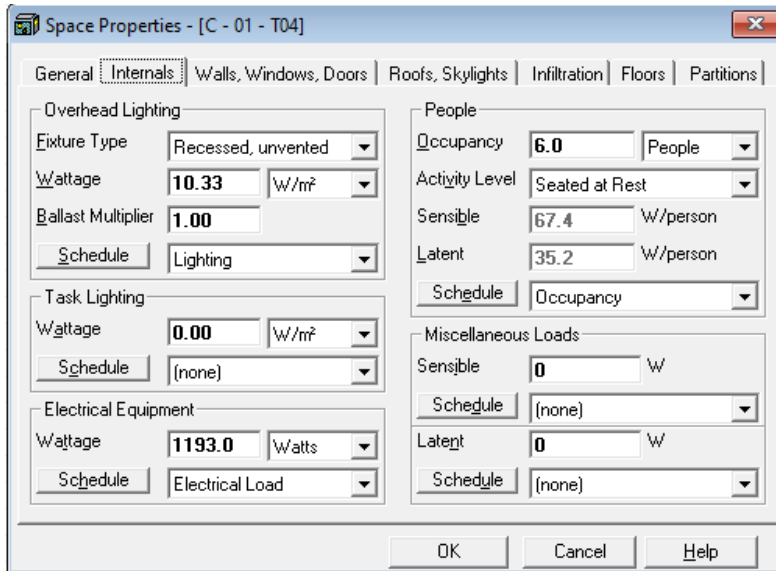 Space Properties - [C - 01 - T04]
General Internals Walls, Windows, Doors Roofs, Skylights Infiltration Floors Partitions
Overhead Lighting
Fixture Type Recessed, unvented
Wattage 10.33 W/m²
Ballast Multiplier 1.00
Schedule Lighting
Task Lighting
Wattage 0.00 W/m²
Schedule (none)
Electrical Equipment
Wattage 1193.0 Watts
Schedule Electrical Load
People
Occupancy 6.0 People
Activity Level Seated at Rest
Sensible 67.4 W/person
Latent 35.2 W/person
Schedule Occupancy
Miscellaneous Loads
Sensible 0 W
Schedule (none)
Latent 0 W
Schedule (none)
OK Cancel Help